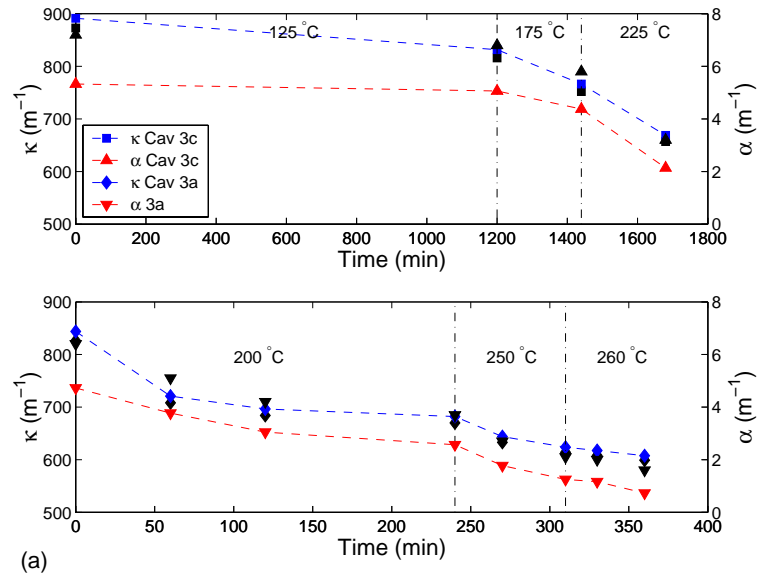 900
800
700
600
500
κ (m⁻¹)
125 °C
175 °C
225 °C
8
6
4
2
0
α (m⁻¹)
κ Cav 3c
α Cav 3c
κ Cav 3a
α 3a
0 200 400 600 800 1000 1200 1400 1600 1800
Time (min)
900
800
700
600
500
κ (m⁻¹)
200 °C
250 °C
260 °C
8
6
4
2
0
α (m⁻¹)
0 50 100 150 200 250 300 350 400
Time (min)
(a)